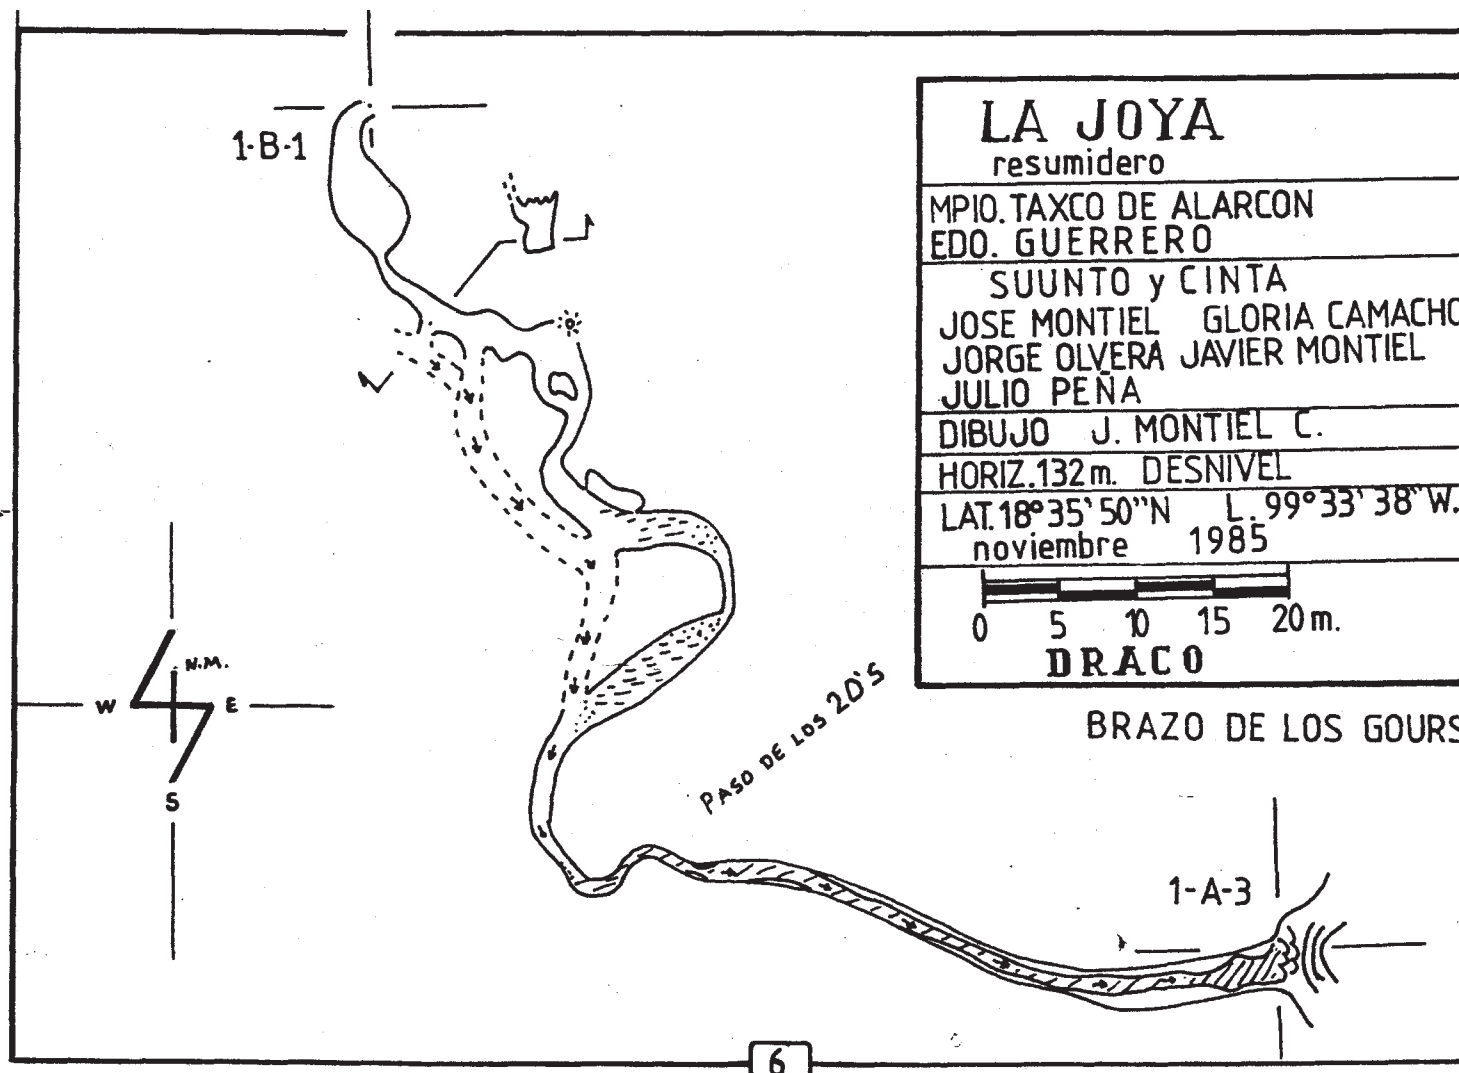 1-B-1
LA JOYA
resumidero
MPIO. TAXCO DE ALARCON
EDO. GUERRERO
SUUNTO y CINTA
JOSE MONTIEL GLORIA CAMACHO
JORGE OLVERA JAVIER MONTIEL
JULIO PEÑA
DIBUJO J. MONTIEL C.
HORIZ.132m. DESNIVEL
LAT.18°35'50"N L. 99°33'38"W.
noviembre 1985
0 5 10 15 20 m.
DRACO
N.M.
W E
S
PASO DE LOS 20'S
BRAZO DE LOS GOURS
1-A-3
6